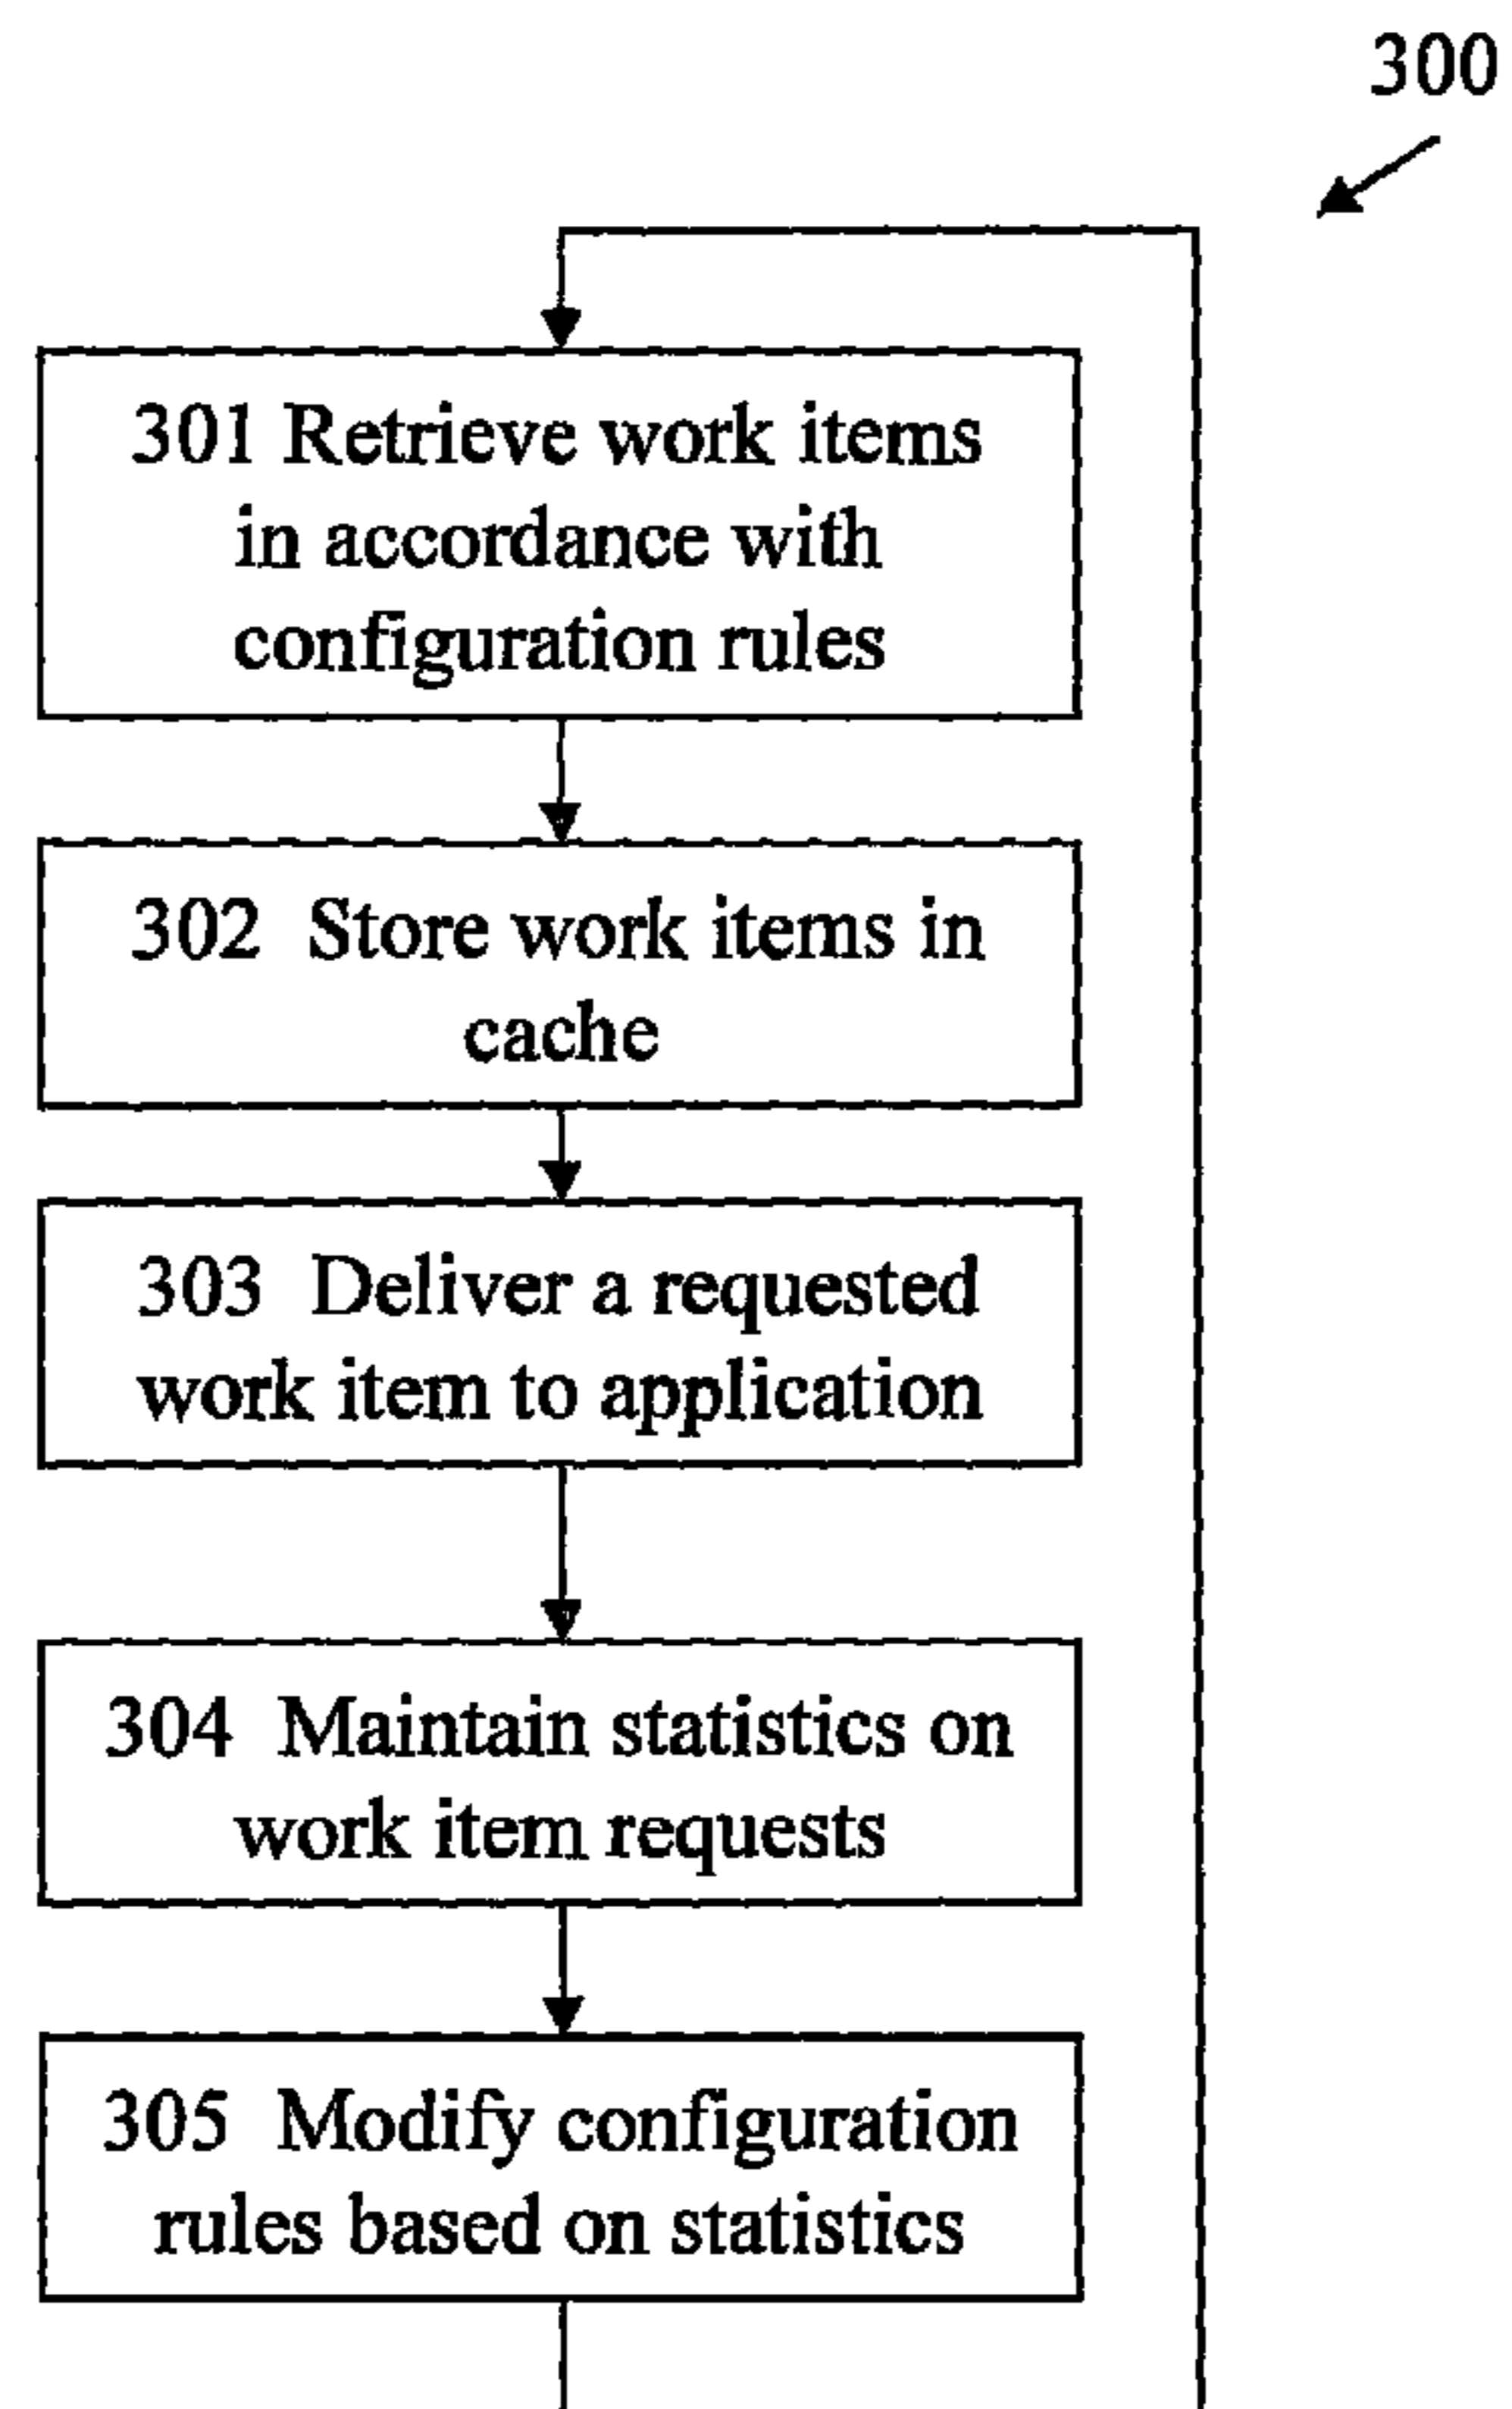 300
301 Retrieve work items
in accordance with
configuration rules
302 Store work items in
cache
303 Deliver a requested
work item to application
304 Maintain statistics on
work item requests
305 Modify configuration
rules based on statistics